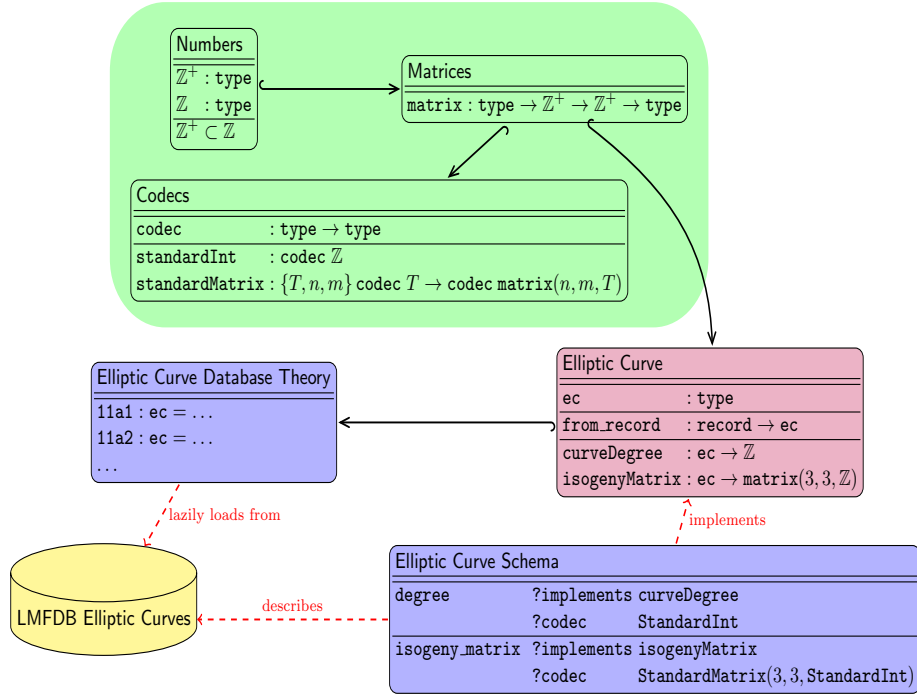 Numbers
ℤ⁺ : type
ℤ : type
ℤ⁺ ⊂ ℤ
Matrices
matrix : type → ℤ⁺ → ℤ⁺ → type
Codecs
codec : type → type
standardInt : codec ℤ
standardMatrix : {T, n, m} codec T → codec matrix(n, m, T)
Elliptic Curve Database Theory
11a1 : ec = ...
11a2 : ec = ...
...
Elliptic Curve
ec : type
from_record : record → ec
curveDegree : ec → ℤ
isogenyMatrix : ec → matrix(3, 3, ℤ)
lazily loads from
implements
LMFDB Elliptic Curves
describes
Elliptic Curve Schema
degree ?implements curveDegree
?codec StandardInt
isogeny_matrix ?implements isogenyMatrix
?codec StandardMatrix(3, 3, StandardInt)